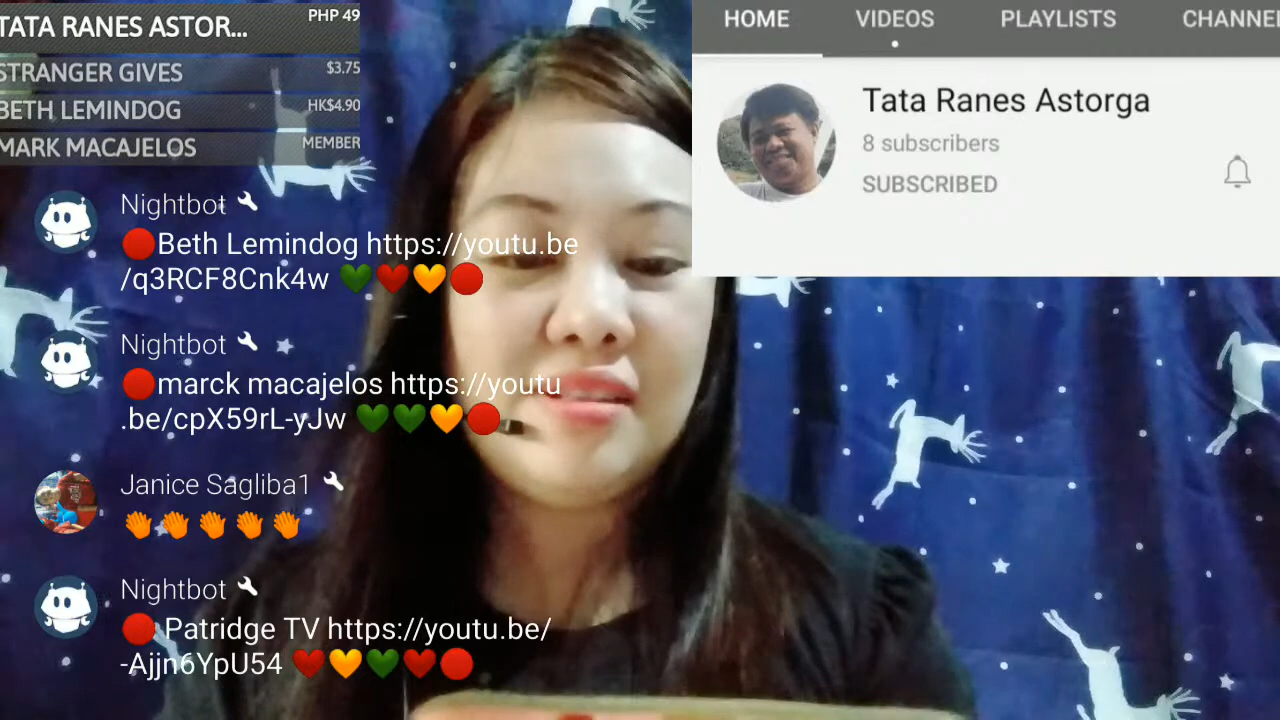 TATA RANES ASTOR... PHP 49
STRANGER GIVES $3.75
BETH LEMINDOG HK$4.90
MARK MACAJELOS MEMBER
HOME VIDEOS PLAYLISTS CHANNE
Tata Ranes Astorga
8 subscribers
SUBSCRIBED
Nightbot
🔴Beth Lemindog https://youtu.be
/q3RCF8Cnk4w 💚❤️🧡🔴
Nightbot
🔴marck macajelos https://youtu
.be/cpX59rL-yJw 💚💚🧡🔴
Janice Sagliba1
👏👏👏👏👏
Nightbot
🔴 Patridge TV https://youtu.be/
-Ajjn6YpU54 ❤️🧡💚❤️🔴